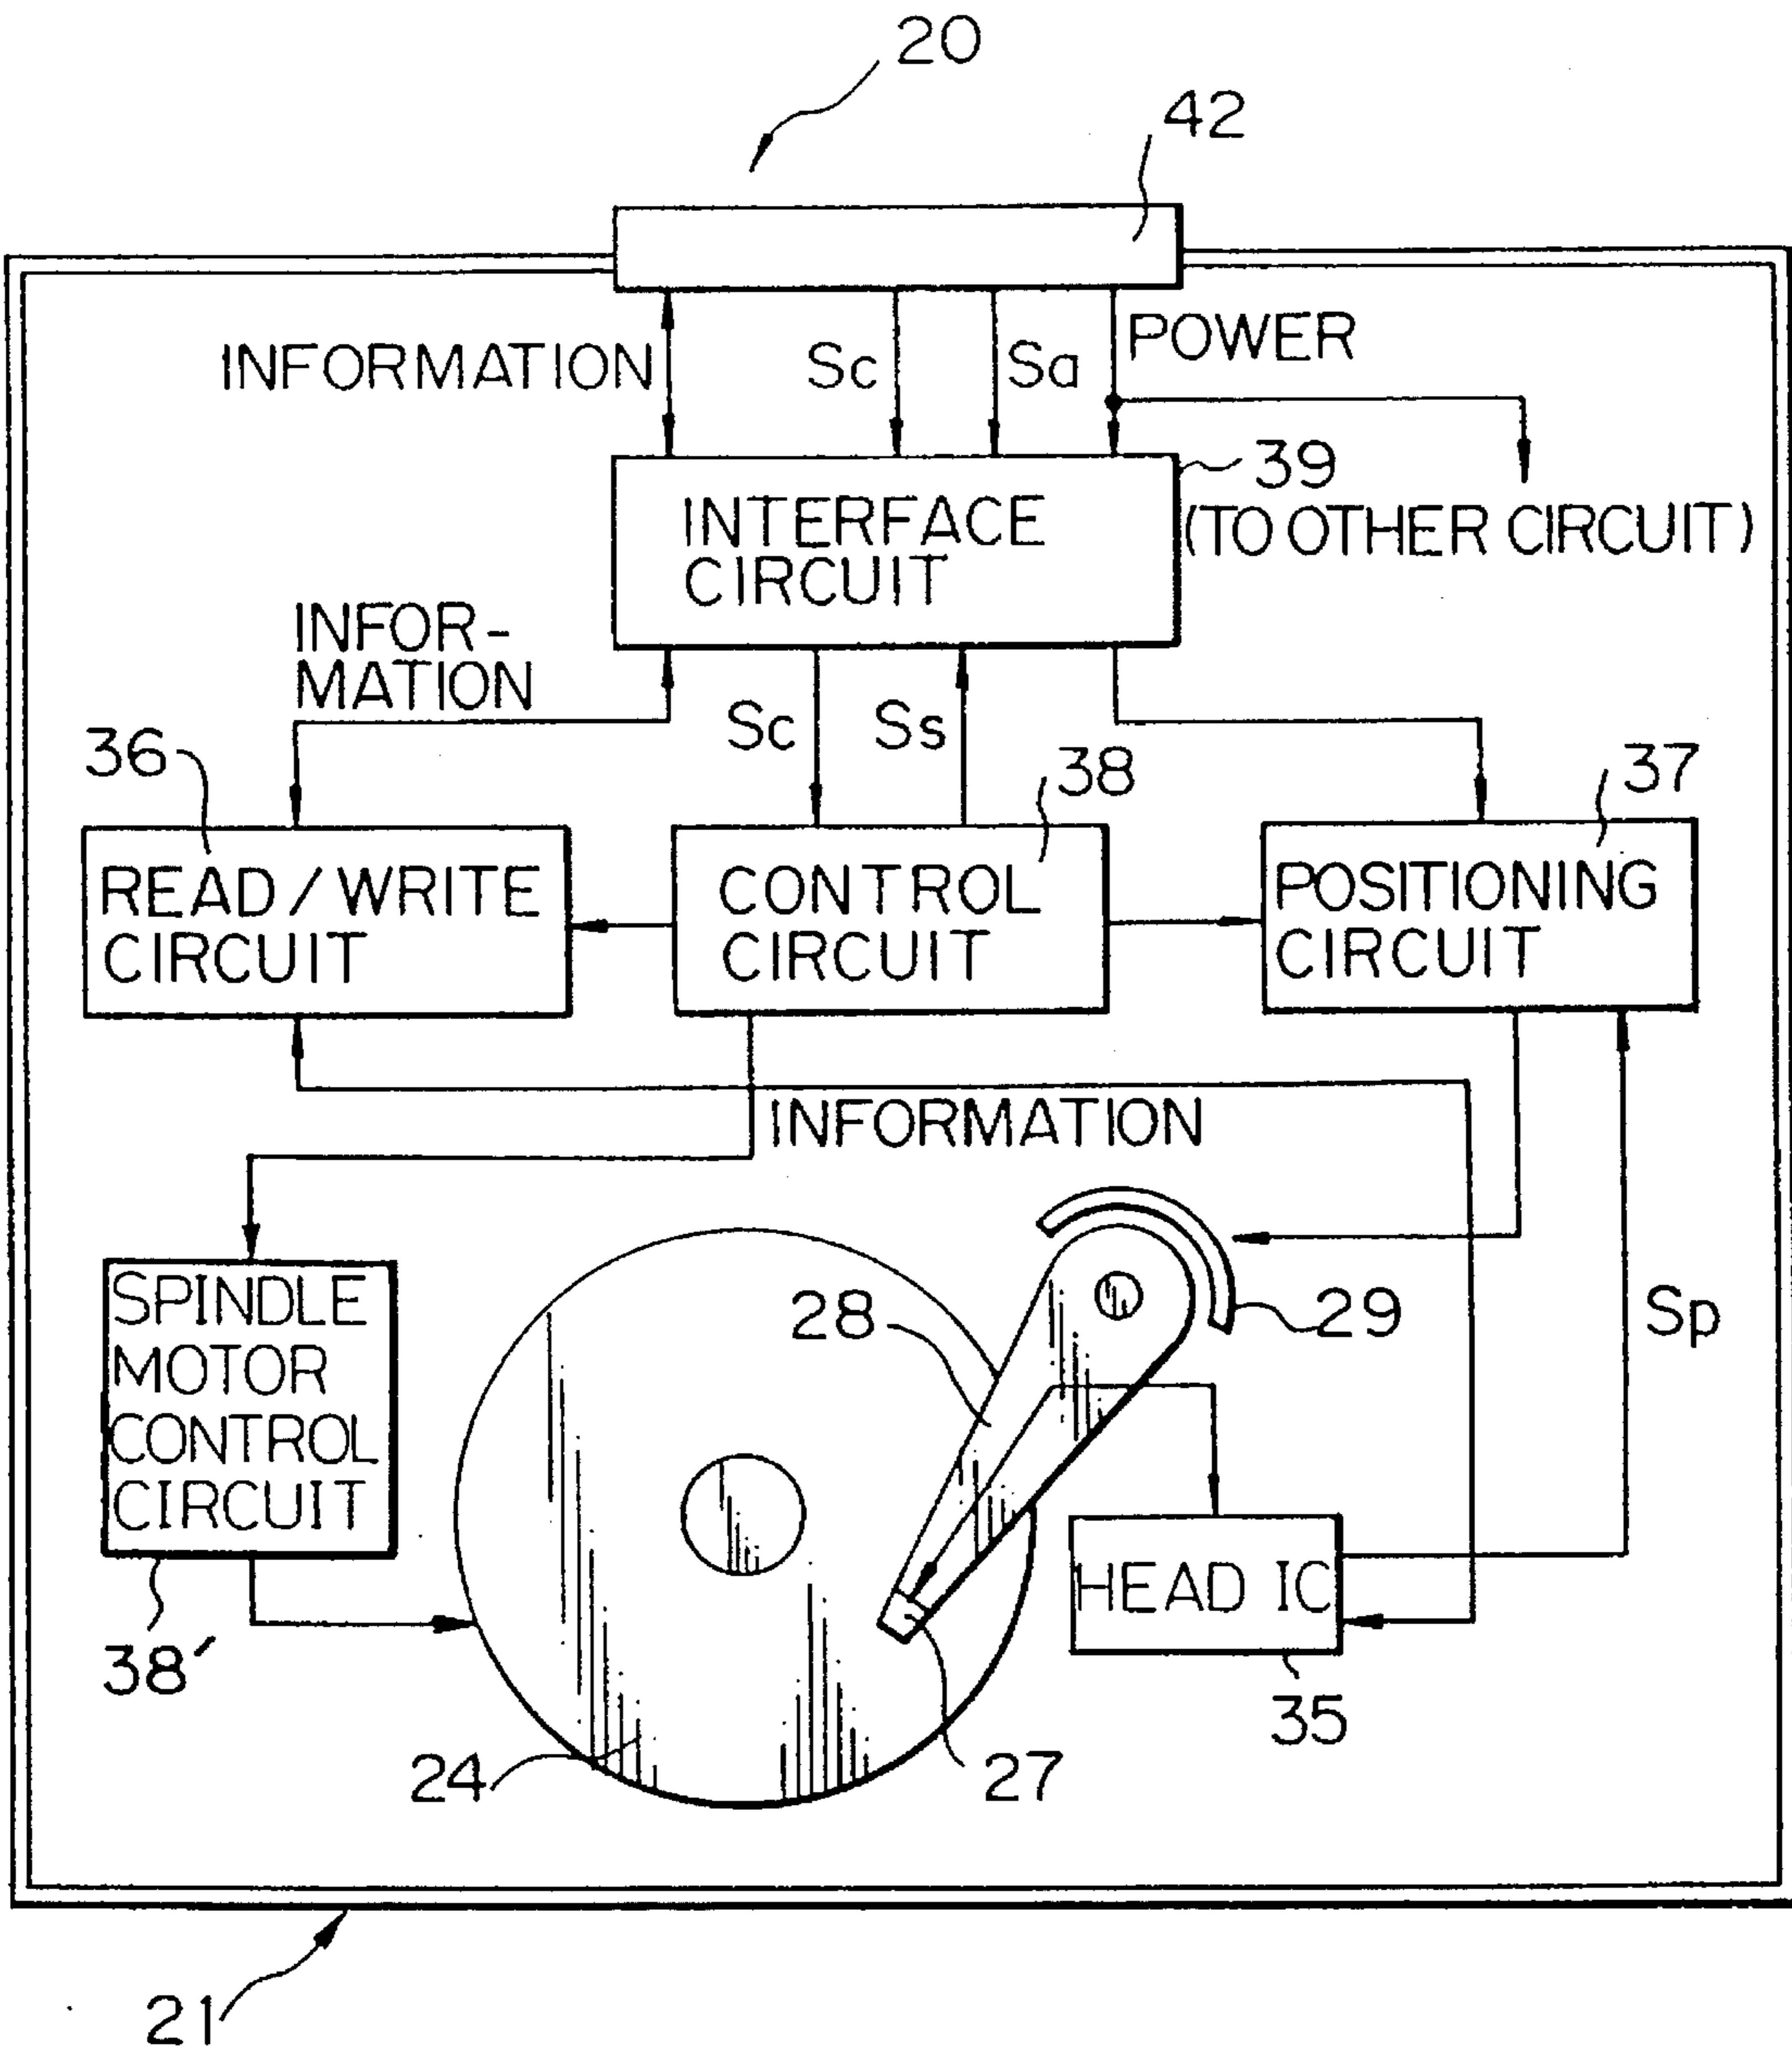 20
42
INFORMATION
Sc
Sa
POWER
39
(TO OTHER CIRCUIT)
INTERFACE
CIRCUIT
INFOR-
MATION
Sc
Ss
36
38
37
READ/WRITE
CIRCUIT
CONTROL
CIRCUIT
POSITIONING
CIRCUIT
INFORMATION
SPINDLE
MOTOR
CONTROL
CIRCUIT
28
29
Sp
HEAD IC
38'
35
24
27
21